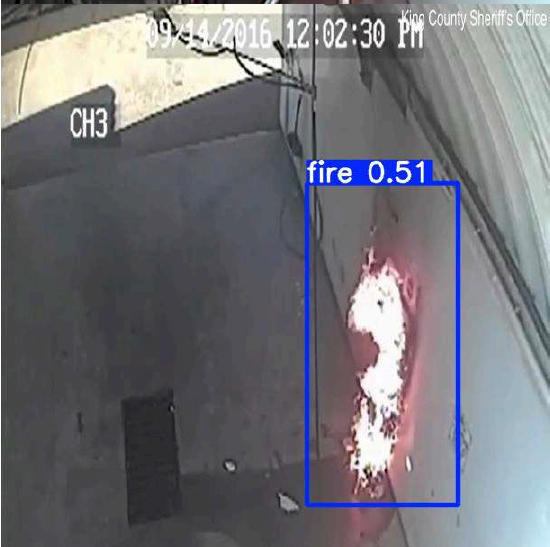 King County Sheriff's Office
09/14/2016 12:02:30 PM
CH3
fire 0.51